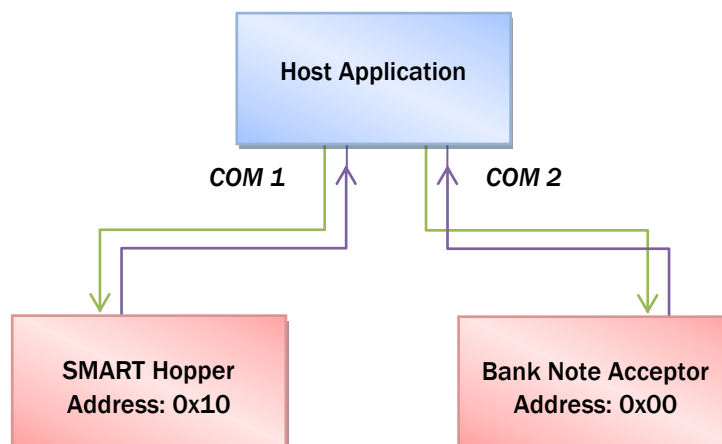 Host Application
COM 1
COM 2
SMART Hopper
Address: 0x10
Bank Note Acceptor
Address: 0x00